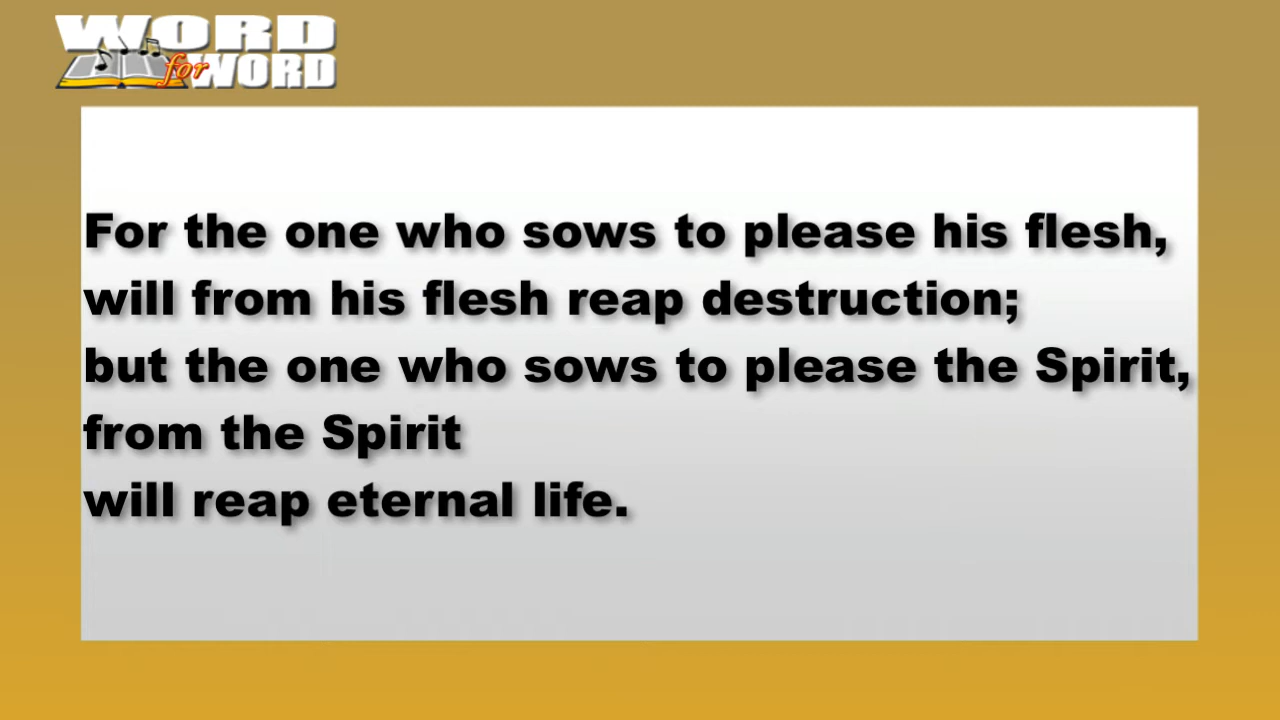 WORD
for WORD
For the one who sows to please his flesh,
will from his flesh reap destruction;
but the one who sows to please the Spirit,
from the Spirit
will reap eternal life.